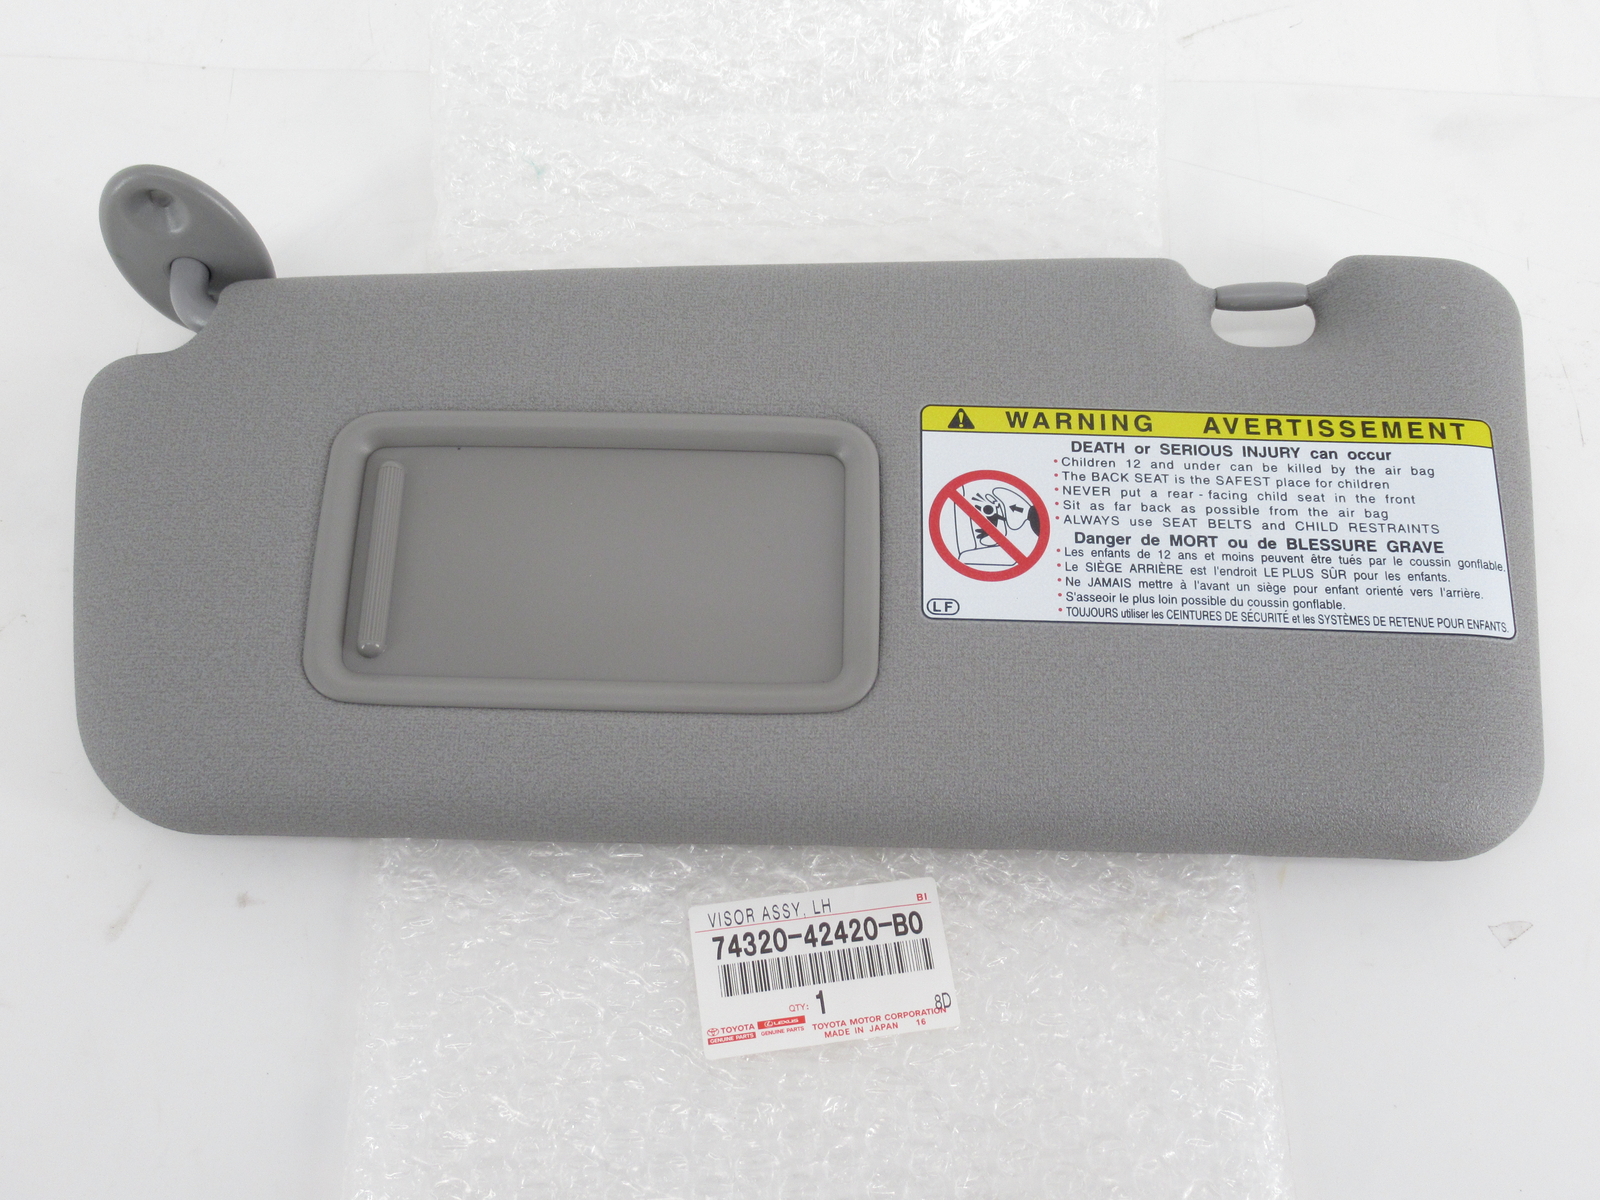 WARNING AVERTISSEMENT
DEATH or SERIOUS INJURY can occur
•Children 12 and under can be killed by the air bag
•The BACK SEAT is the SAFEST place for children
•NEVER put a rear-facing child seat in the front
•Sit as far back as possible from the air bag
•ALWAYS use SEAT BELTS and CHILD RESTRAINTS
Danger de MORT ou de BLESSURE GRAVE
•Les enfants de 12 ans et moins peuvent être tués par le coussin gonflable.
•Le SIÈGE ARRIÈRE est l'endroit LE PLUS SÛR pour les enfants.
•Ne JAMAIS mettre à l'avant un siège pour enfant orienté vers l'arrière.
•S'asseoir le plus loin possible du coussin gonflable.
•TOUJOURS utiliser les CEINTURES DE SÉCURITÉ et les SYSTÈMES DE RETENUE POUR ENFANTS.
LF
VISOR ASSY, LH BI
74320-42420-B0
QTY: 1 8D
TOYOTA LEXUS TOYOTA MOTOR CORPORATION
GENUINE PARTS GENUINE PARTS MADE IN JAPAN 16